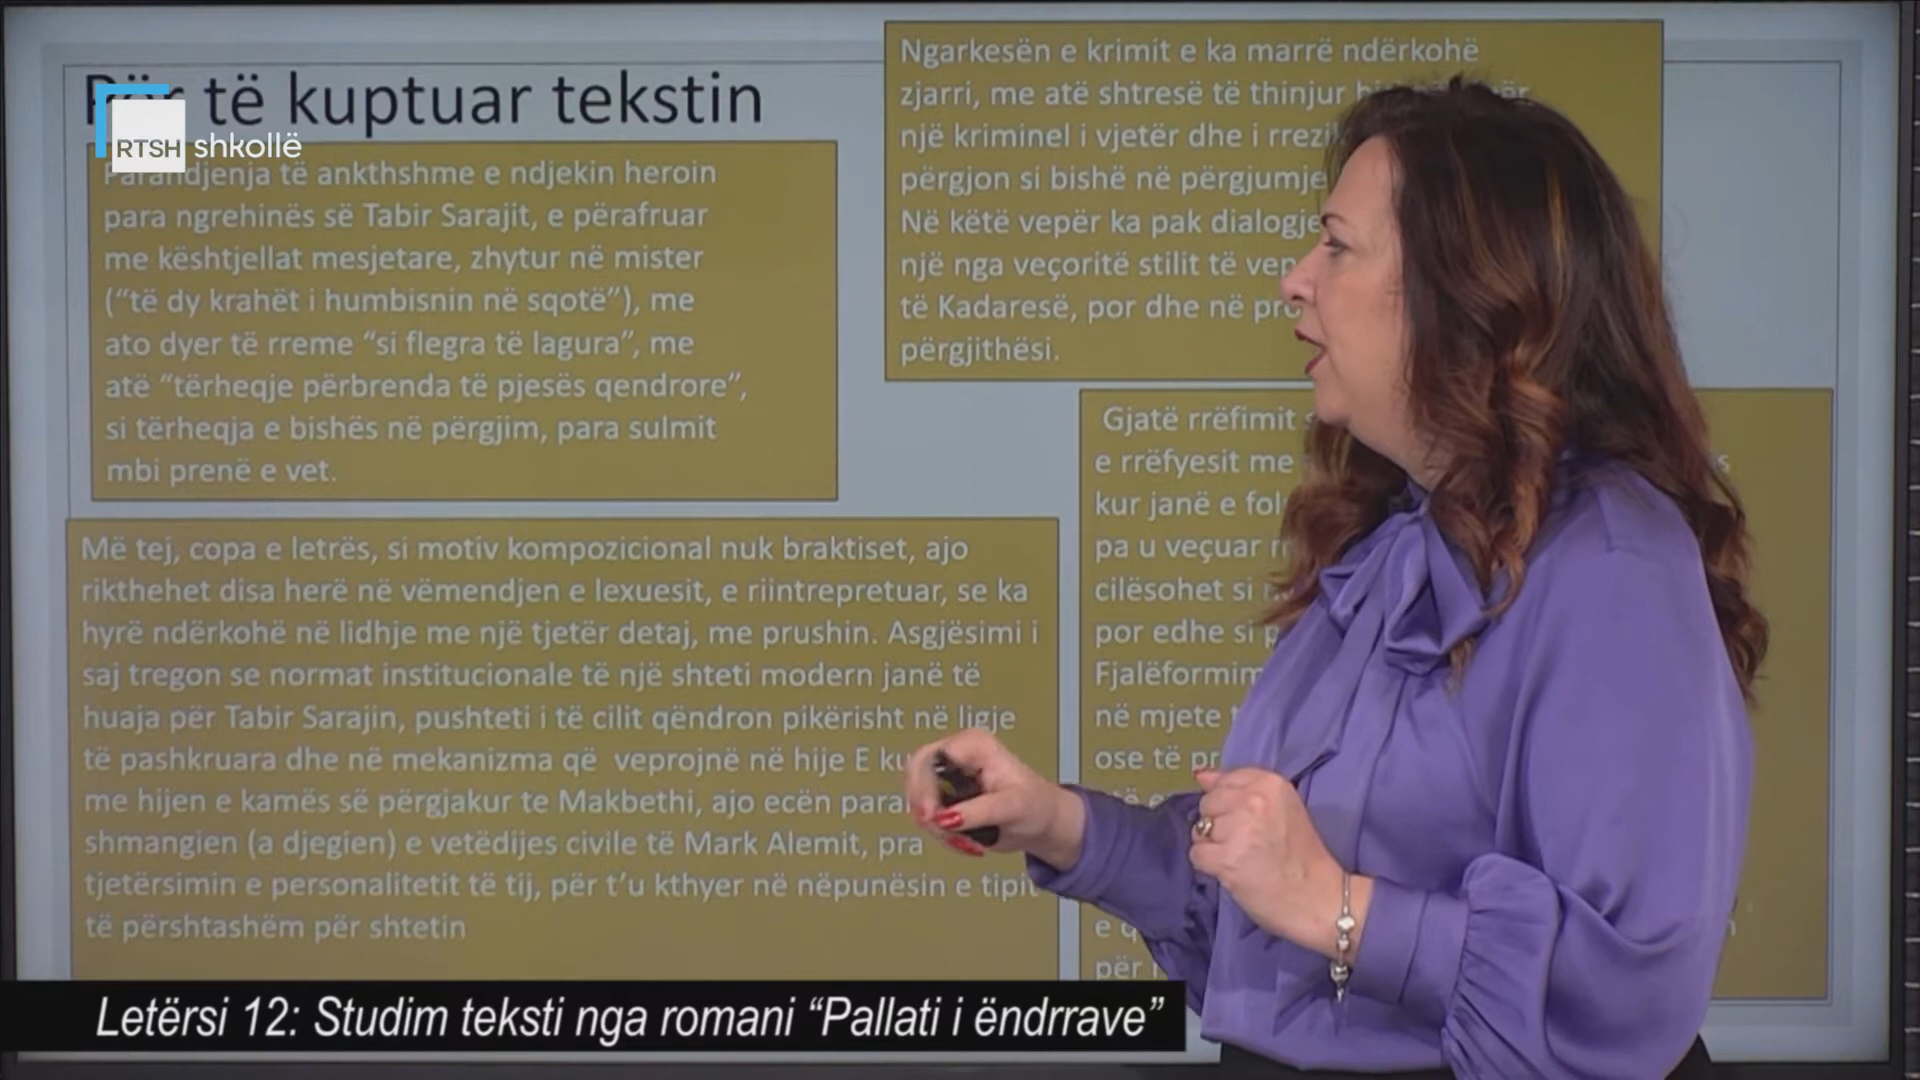 Për të kuptuar tekstin
RTSH shkollë
Parandjenja të ankthshme e ndjekin heroin
para ngrehinës së Tabir Sarajit, e përafruar
me kështjellat mesjetare, zhytur në mister
(“të dy krahët i humbisnin në sqotë”), me
ato dyer të rreme “si flegra të lagura”, me
atë “tërheqje përbrenda të pjesës qendrore”,
si tërheqja e bishës në përgjim, para sulmit
mbi prenë e vet.
Më tej, copa e letrës, si motiv kompozicional nuk braktiset, ajo
rikthehet disa herë në vëmendjen e lexuesit, e riintrepretuar, se ka
hyrë ndërkohë në lidhje me një tjetër detaj, me prushin. Asgjësimi i
saj tregon se normat institucionale të një shteti modern janë të
huaja për Tabir Sarajin, pushteti i të cilit qëndron pikërisht në ligje
të pashkruara dhe në mekanizma që veprojnë në hije E
me hijen e kamës së përgjakur te Makbethi, ajo ecën
shmangien (a djegien) e vetëdijes civile të Mark Alemit, pra
tjetërsimin e personalitetit të tij, për t’u kthyer në nëpunësin e tipit
të përshtashëm për shtetin
Ngarkesën e krimit e ka marrë ndërkohë
zjarri, me atë shtresë të thinjur
një kriminel i vjetër dhe i
përgjon si bishë në përgjumje
Në këtë vepër ka pak dialogje
një nga veçoritë stilit të
të Kadaresë, por dhe në
përgjithësi.
Gjatë rrëfimit
e rrëfyesit me
kur janë e
pa u veçuar
cilësohet si
por edhe si
në mjete
ose të
të
e
për
Letërsi 12: Studim teksti nga romani “Pallati i ëndrrave”